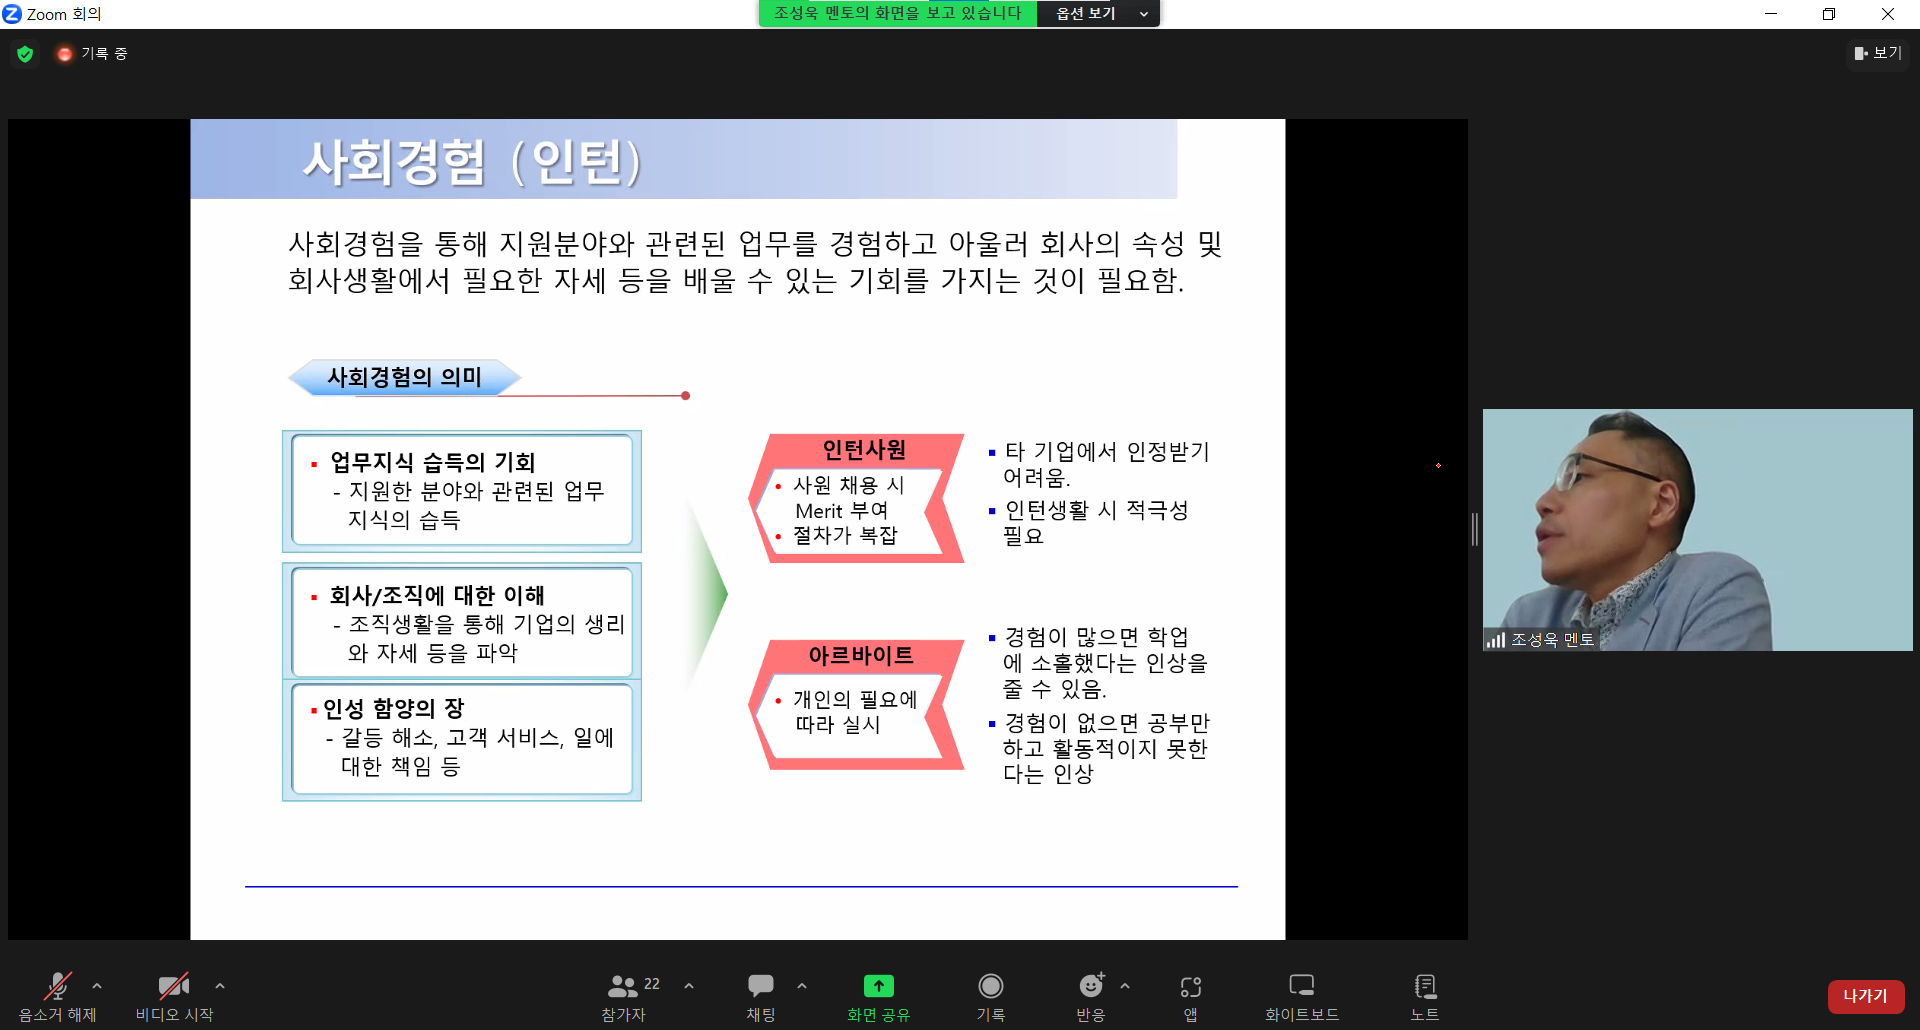 Zoom 회의
조성욱 멘토의 화면을 보고 있습니다
옵션 보기
기록 중
보기
사회경험 (인턴)
사회경험을 통해 지원분야와 관련된 업무를 경험하고 아울러 회사의 속성 및
회사생활에서 필요한 자세 등을 배울 수 있는 기회를 가지는 것이 필요함.
사회경험의 의미
▪ 업무지식 습득의 기회
- 지원한 분야와 관련된 업무
지식의 습득
▪ 회사/조직에 대한 이해
- 조직생활을 통해 기업의 생리
와 자세 등을 파악
▪ 인성 함양의 장
- 갈등 해소, 고객 서비스, 일에
대한 책임 등
인턴사원
• 사원 채용 시
Merit 부여
• 절차가 복잡
▪ 타 기업에서 인정받기
어려움.
▪ 인턴생활 시 적극성
필요
아르바이트
• 개인의 필요에
따라 실시
▪ 경험이 많으면 학업
에 소홀했다는 인상을
줄 수 있음.
▪ 경험이 없으면 공부만
하고 활동적이지 못한
다는 인상
조성욱 멘토
음소거 해제
비디오 시작
22
참가자
채팅
화면 공유
기록
반응
앱
화이트보드
노트
나가기